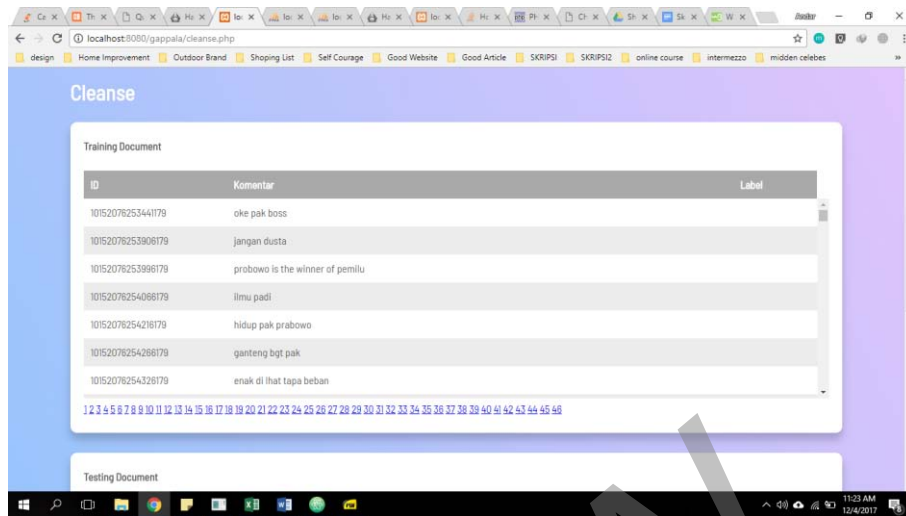 localhost:8080/gappala/cleanse.php
design Home Improvement Outdoor Brand Shoping List Self Courage Good Website Good Article SKRIPSI SKRIPSI2 online course intermezzo midden celebes
Cleanse
Training Document
ID Komentar Label
10152076253441179 oke pak boss
10152076253906179 jangan dusta
10152076253996179 probowo is the winner of pemilu
10152076254066179 ilmu padi
10152076254216179 hidup pak prabowo
10152076254266179 ganteng bgt pak
10152076254326179 enak di lhat tapa beban
1 2 3 4 5 6 7 8 9 10 11 12 13 14 15 16 17 18 19 20 21 22 23 24 25 26 27 28 29 30 31 32 33 34 35 36 37 38 39 40 41 42 43 44 45 46
Testing Document
11:23 AM
12/4/2017